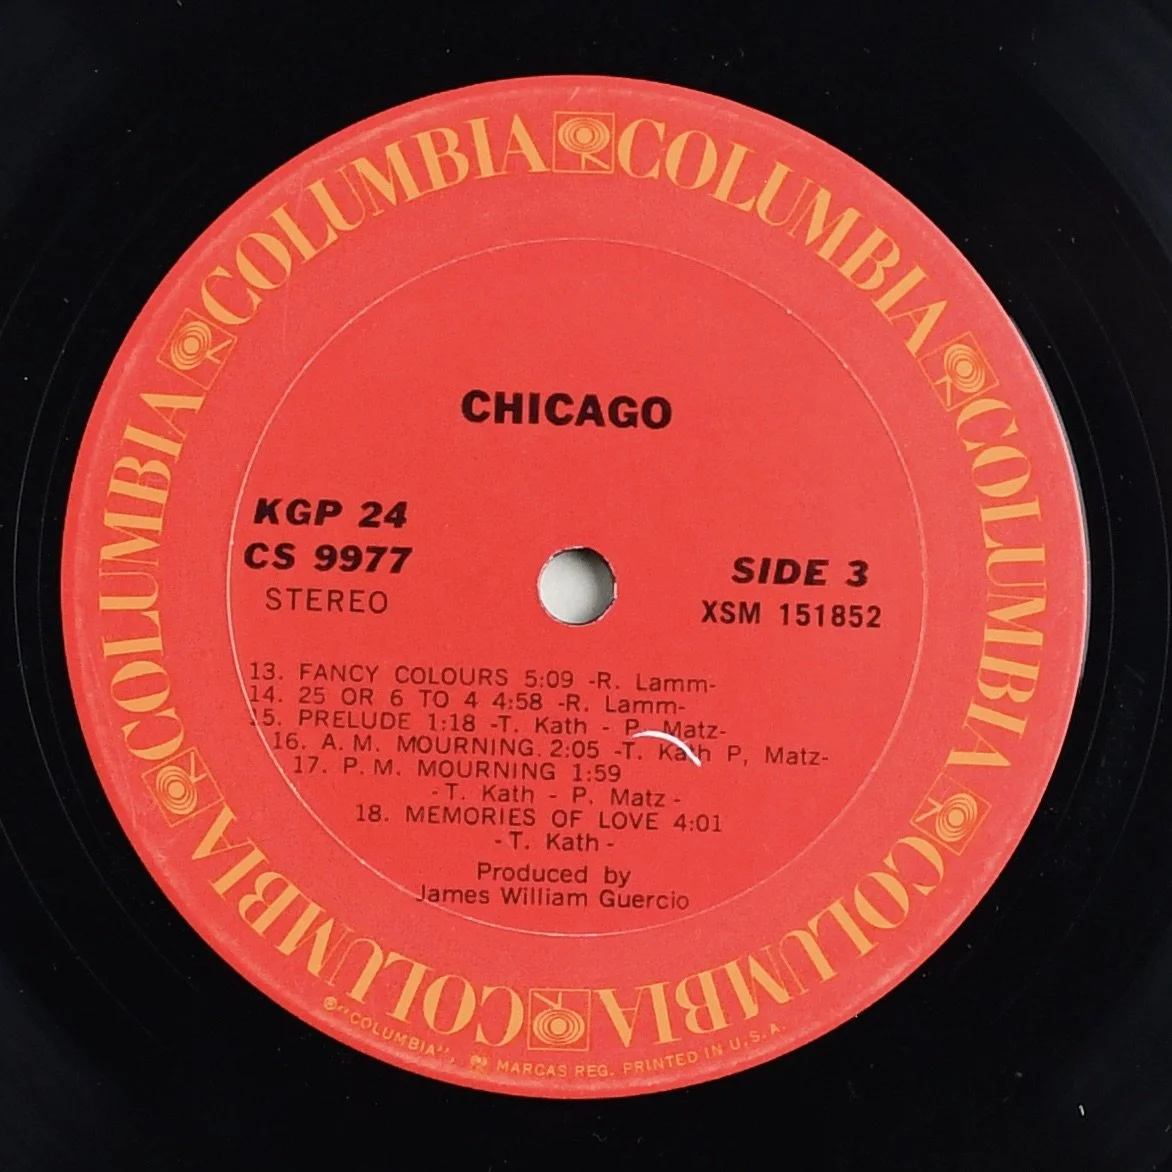 COLUMBIA COLUMBIA COLUMBIA COLUMBIA COLUMBIA COLUMBIA
CHICAGO
KGP 24
CS 9977
STEREO
SIDE 3
XSM 151852
13. FANCY COLOURS 5:09 -R. Lamm-
14. 25 OR 6 TO 4 4:58 -R. Lamm-
15. PRELUDE 1:18 -T. Kath - P. Matz-
16. A.M. MOURNING. 2:05 -T. Kath P, Matz-
17. P.M. MOURNING 1:59
-T. Kath - P. Matz-
18. MEMORIES OF LOVE 4:01
-T. Kath-
Produced by
James William Guercio
"COLUMBIA", MARCAS REG. PRINTED IN U.S.A.